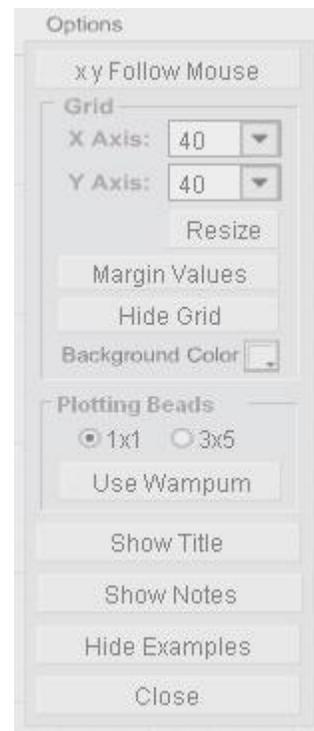 Options
x y Follow Mouse
Grid
X Axis: 40
Y Axis: 40
Resize
Margin Values
Hide Grid
Background Color
Plotting Beads
1x1 3x5
Use Wampum
Show Title
Show Notes
Hide Examples
Close